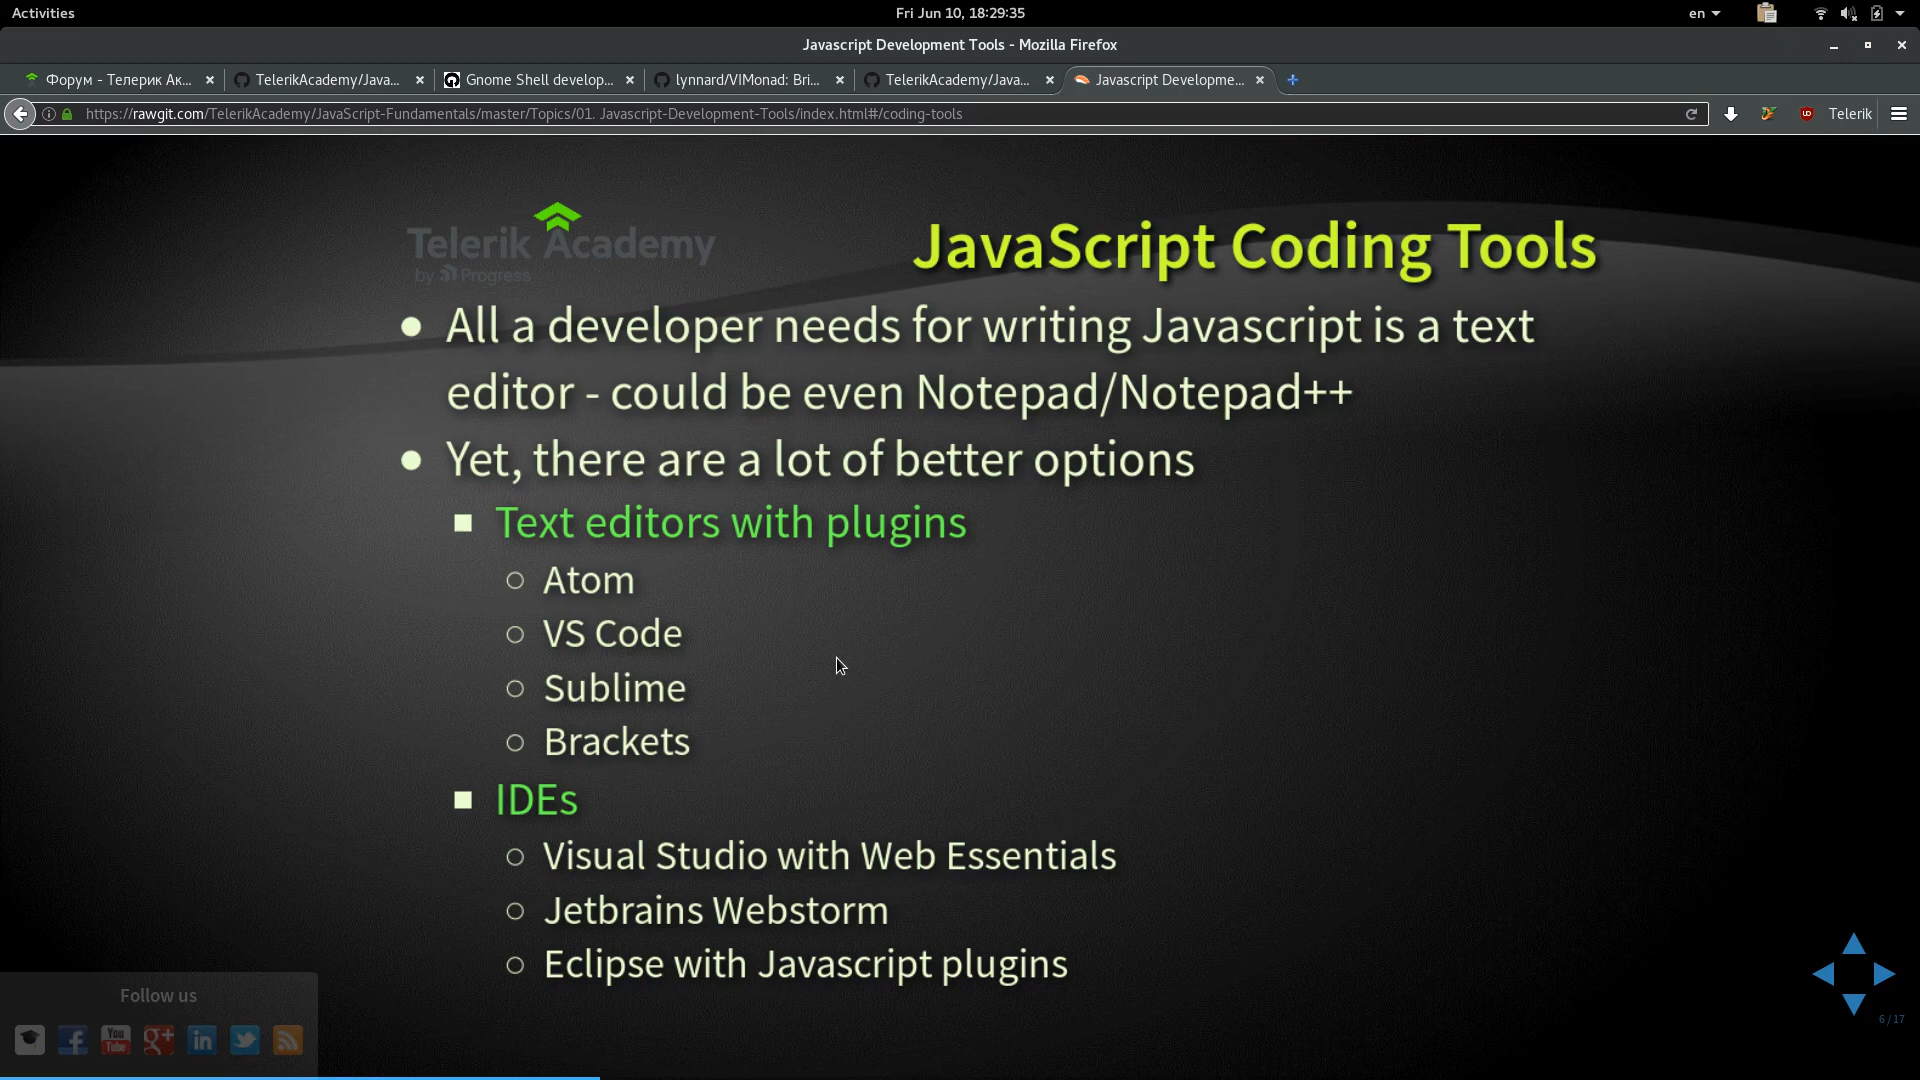 Activities
Fri Jun 10, 18:29:35
en
Javascript Development Tools - Mozilla Firefox
Форум - Телерик Ак...
TelerikAcademy/Java...
Gnome Shell develop...
lynnard/VIMonad: Bri...
TelerikAcademy/Java...
Javascript Developme...
https://rawgit.com/TelerikAcademy/JavaScript-Fundamentals/master/Topics/01. Javascript-Development-Tools/index.html#/coding-tools
Telerik
Telerik Academy
by Progress
JavaScript Coding Tools
All a developer needs for writing Javascript is a text
editor - could be even Notepad/Notepad++
Yet, there are a lot of better options
Text editors with plugins
Atom
VS Code
Sublime
Brackets
IDEs
Visual Studio with Web Essentials
Jetbrains Webstorm
Eclipse with Javascript plugins
Follow us
You
Tube
6 / 17